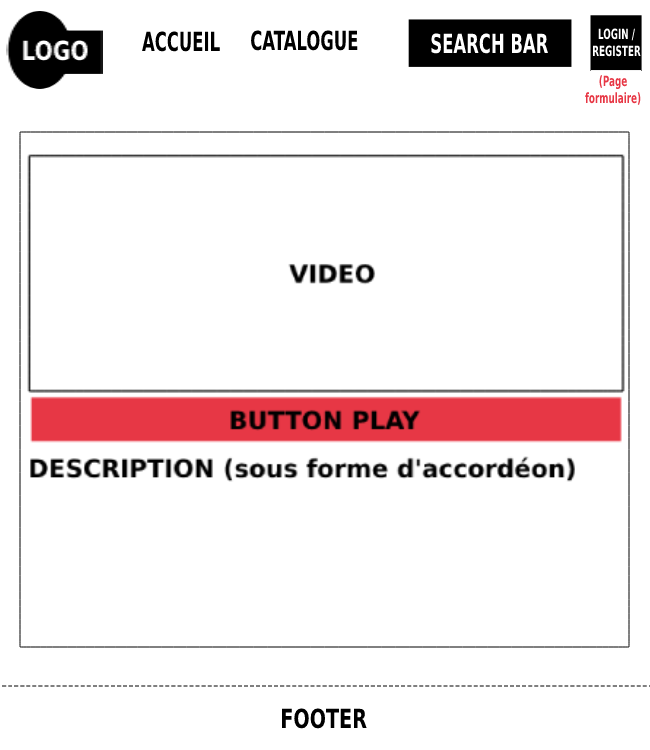 LOGO
ACCUEIL
CATALOGUE
SEARCH BAR
LOGIN /
REGISTER
(Page
formulaire)
VIDEO
BUTTON PLAY
DESCRIPTION (sous forme d'accordéon)
FOOTER